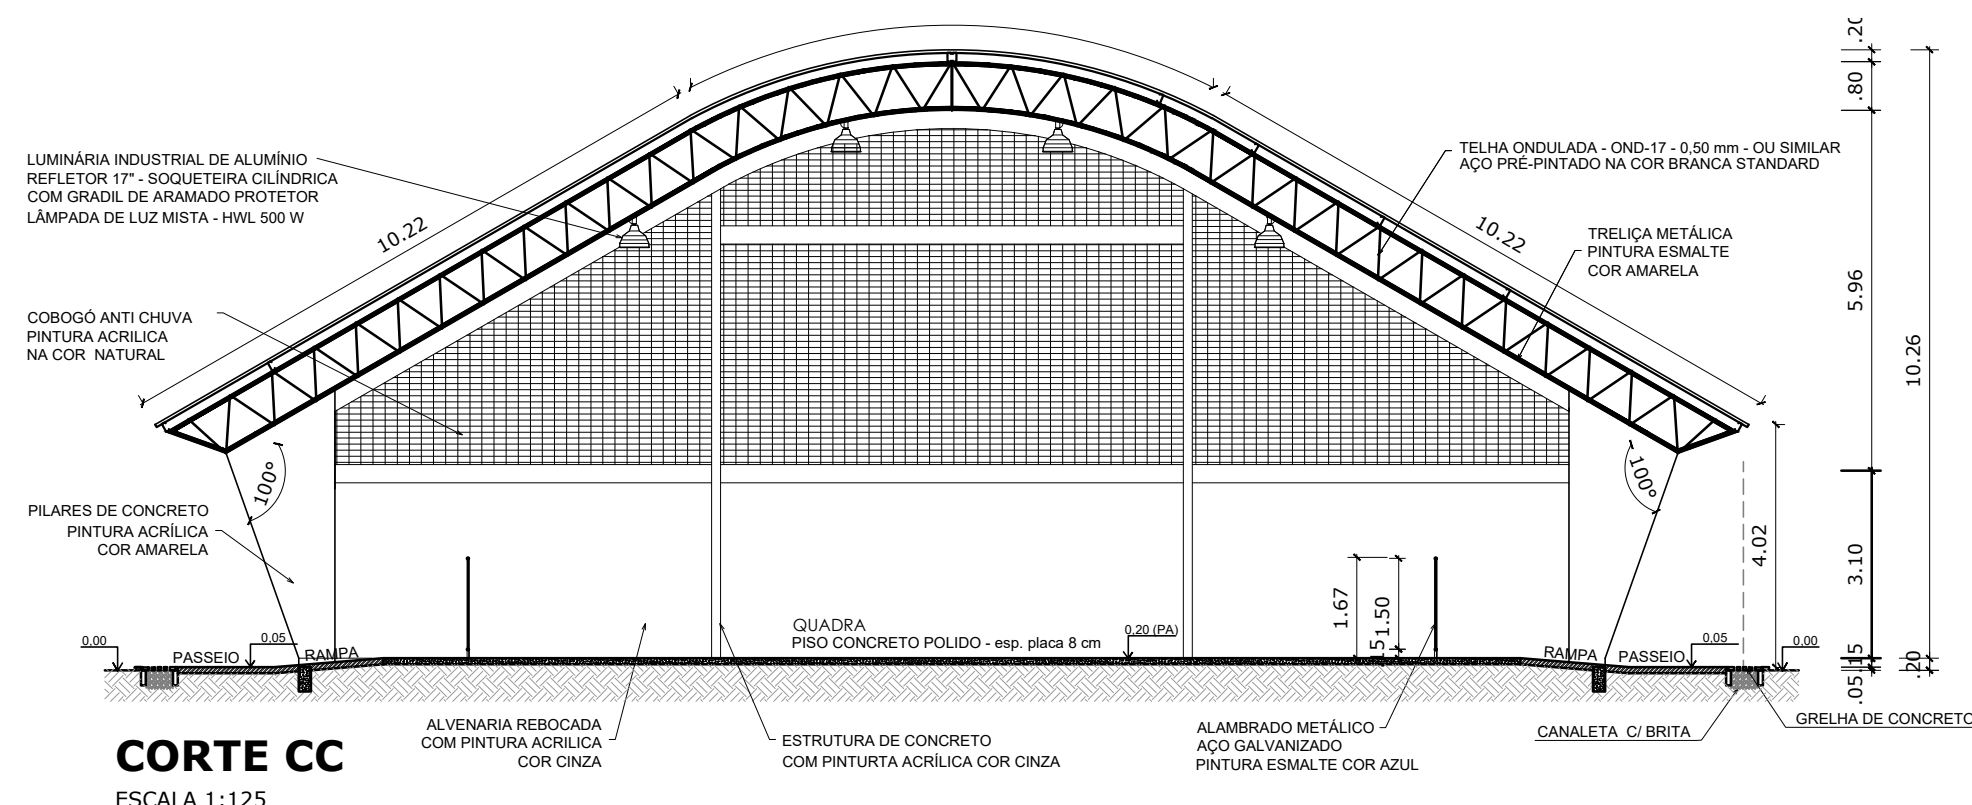 .20
.80
5.96
10.26
3.10
.15
.05
.20
LUMINÁRIA INDUSTRIAL DE ALUMÍNIO
REFLETOR 17" - SOQUETEIRA CILÍNDRICA
COM GRADIL DE ARAMADO PROTETOR
LÂMPADA DE LUZ MISTA - HWL 500 W
10.22
10.22
TELHA ONDULADA - OND-17 - 0,50 mm - OU SIMILAR
AÇO PRÉ-PINTADO NA COR BRANCA STANDARD
TRELIÇA METÁLICA
PINTURA ESMALTE
COR AMARELA
COBOGÓ ANTI CHUVA
PINTURA ACRILICA
NA COR NATURAL
100°
100°
PILARES DE CONCRETO
PINTURA ACRÍLICA
COR AMARELA
4.02
1.67
1.50
.15
QUADRA
PISO CONCRETO POLIDO - esp. placa 8 cm
0,20 (PA)
0,00
PASSEIO
0,05
RAMPA
RAMPA
PASSEIO
0,05
0,00
ALVENARIA REBOCADA
COM PINTURA ACRILICA
COR CINZA
ESTRUTURA DE CONCRETO
COM PINTURTA ACRÍLICA COR CINZA
ALAMBRADO METÁLICO
AÇO GALVANIZADO
PINTURA ESMALTE COR AZUL
CANALETA C/ BRITA
GRELHA DE CONCRETO
CORTE CC
ESCALA 1:125